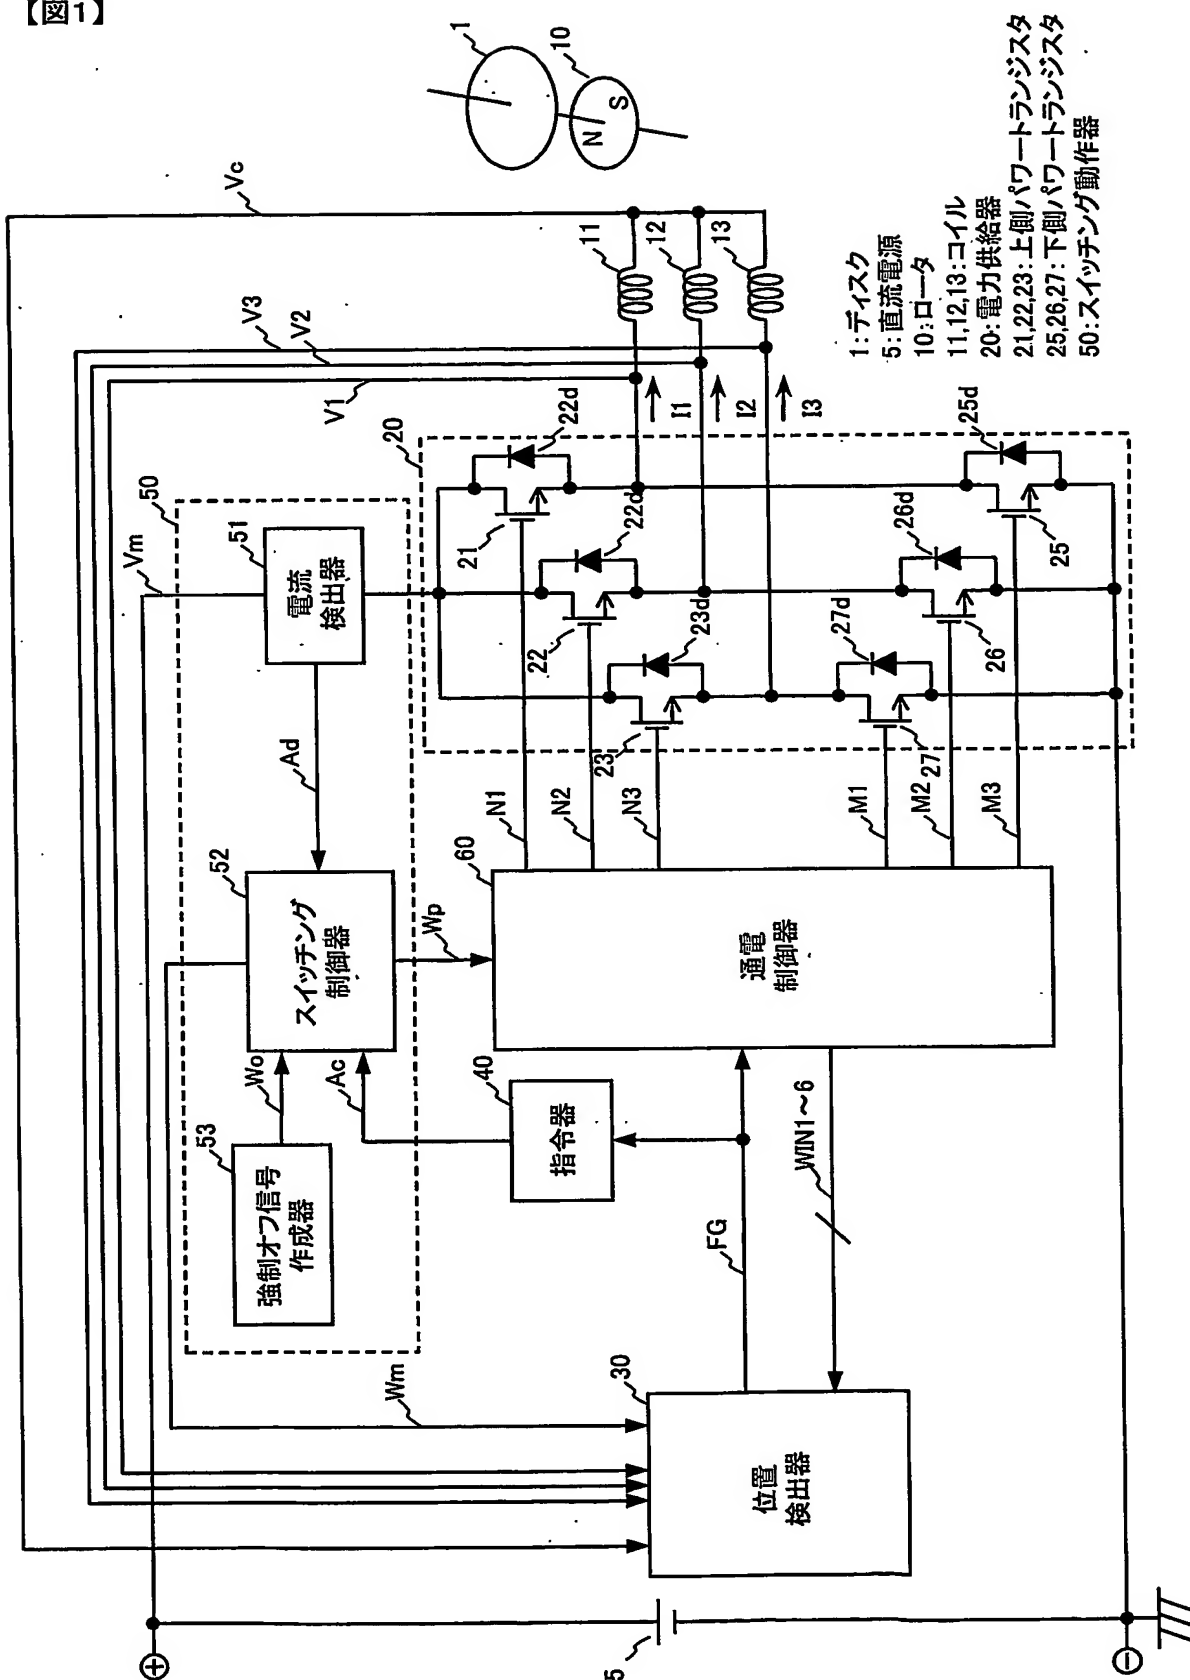 【図1】
1
10
N
S
Vc
11
12
13
V3
V2
V1
I1
I2
I3
1:ディスク
5:直流電源
10:ロータ
11,12,13:コイル
20:電力供給器
21,22,23:上側パワートランジスタ
25,26,27:下側パワートランジスタ
50:スイッチング動作器
50
Vm
51
電流
検出器
20
22d
21
22d
22
23d
23
25d
25
26d
26
27d
27
Ad
52
スイッチング
制御器
Wp
N1
N2
N3
M1
M2
M3
60
通電
制御器
Wo
Ac
53
強制オフ信号
作成器
40
指令器
FG
WIN1～6
Wm
30
位置
検出器
5
+
−